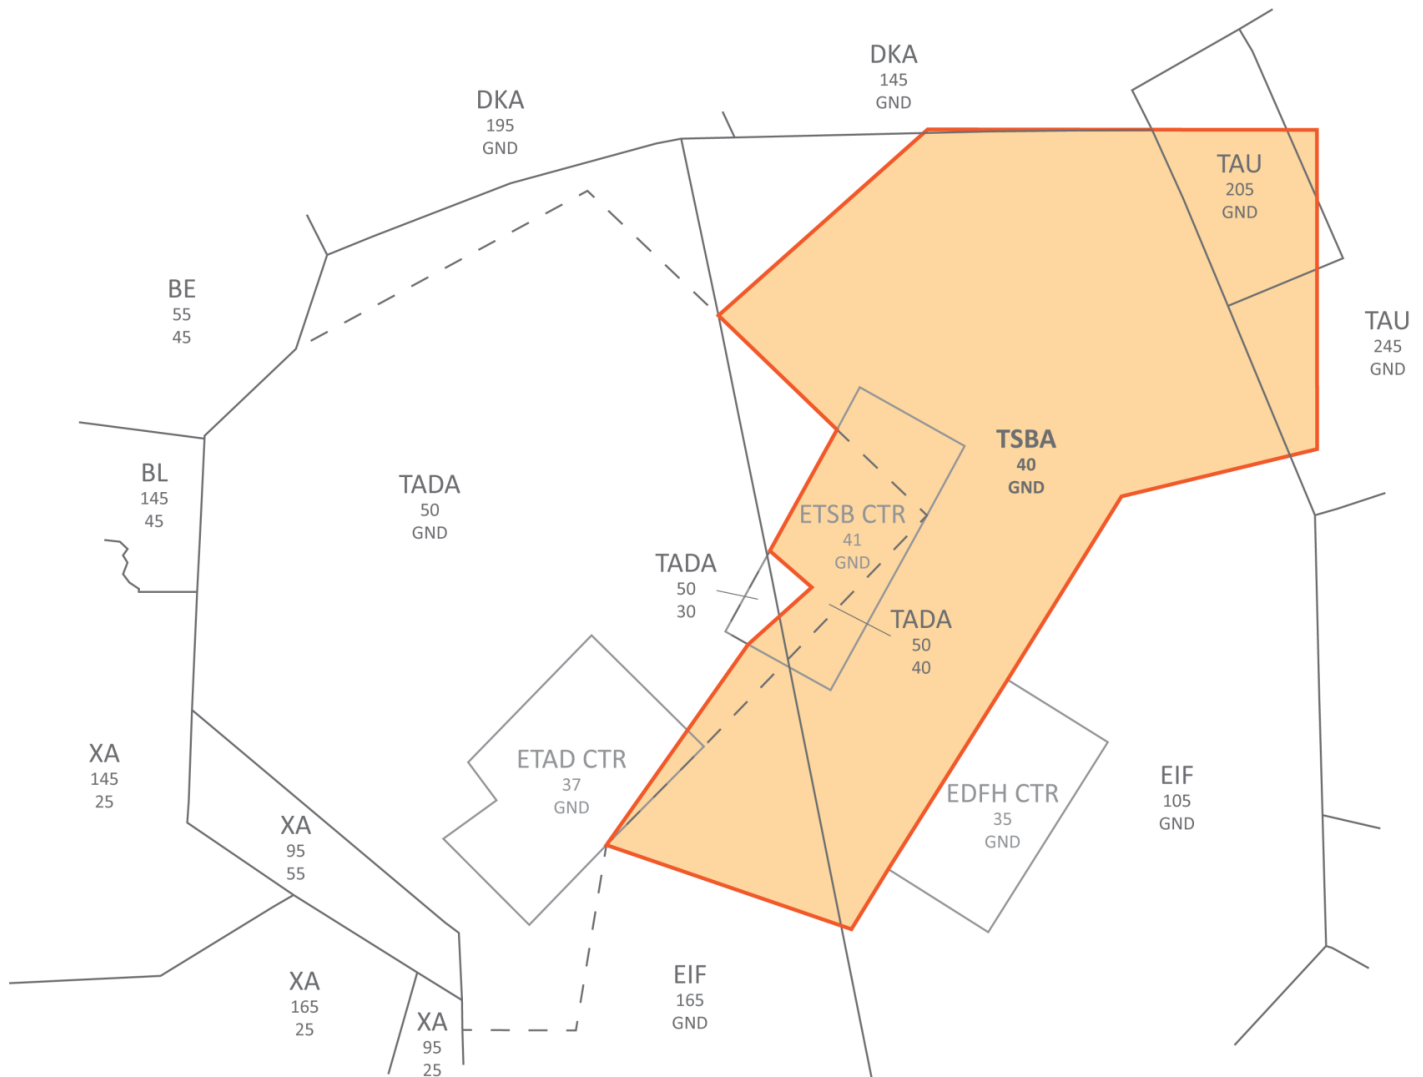 DKA
145
GND
DKA
195
GND
TAU
205
GND
BE
55
45
TAU
245
GND
TSBA
40
GND
BL
145
45
TADA
50
GND
ETSB CTR
41
GND
TADA
50
30
TADA
50
40
ETAD CTR
37
GND
XA
145
25
EDFH CTR
35
GND
EIF
105
GND
XA
95
55
EIF
165
GND
XA
165
25
XA
95
25